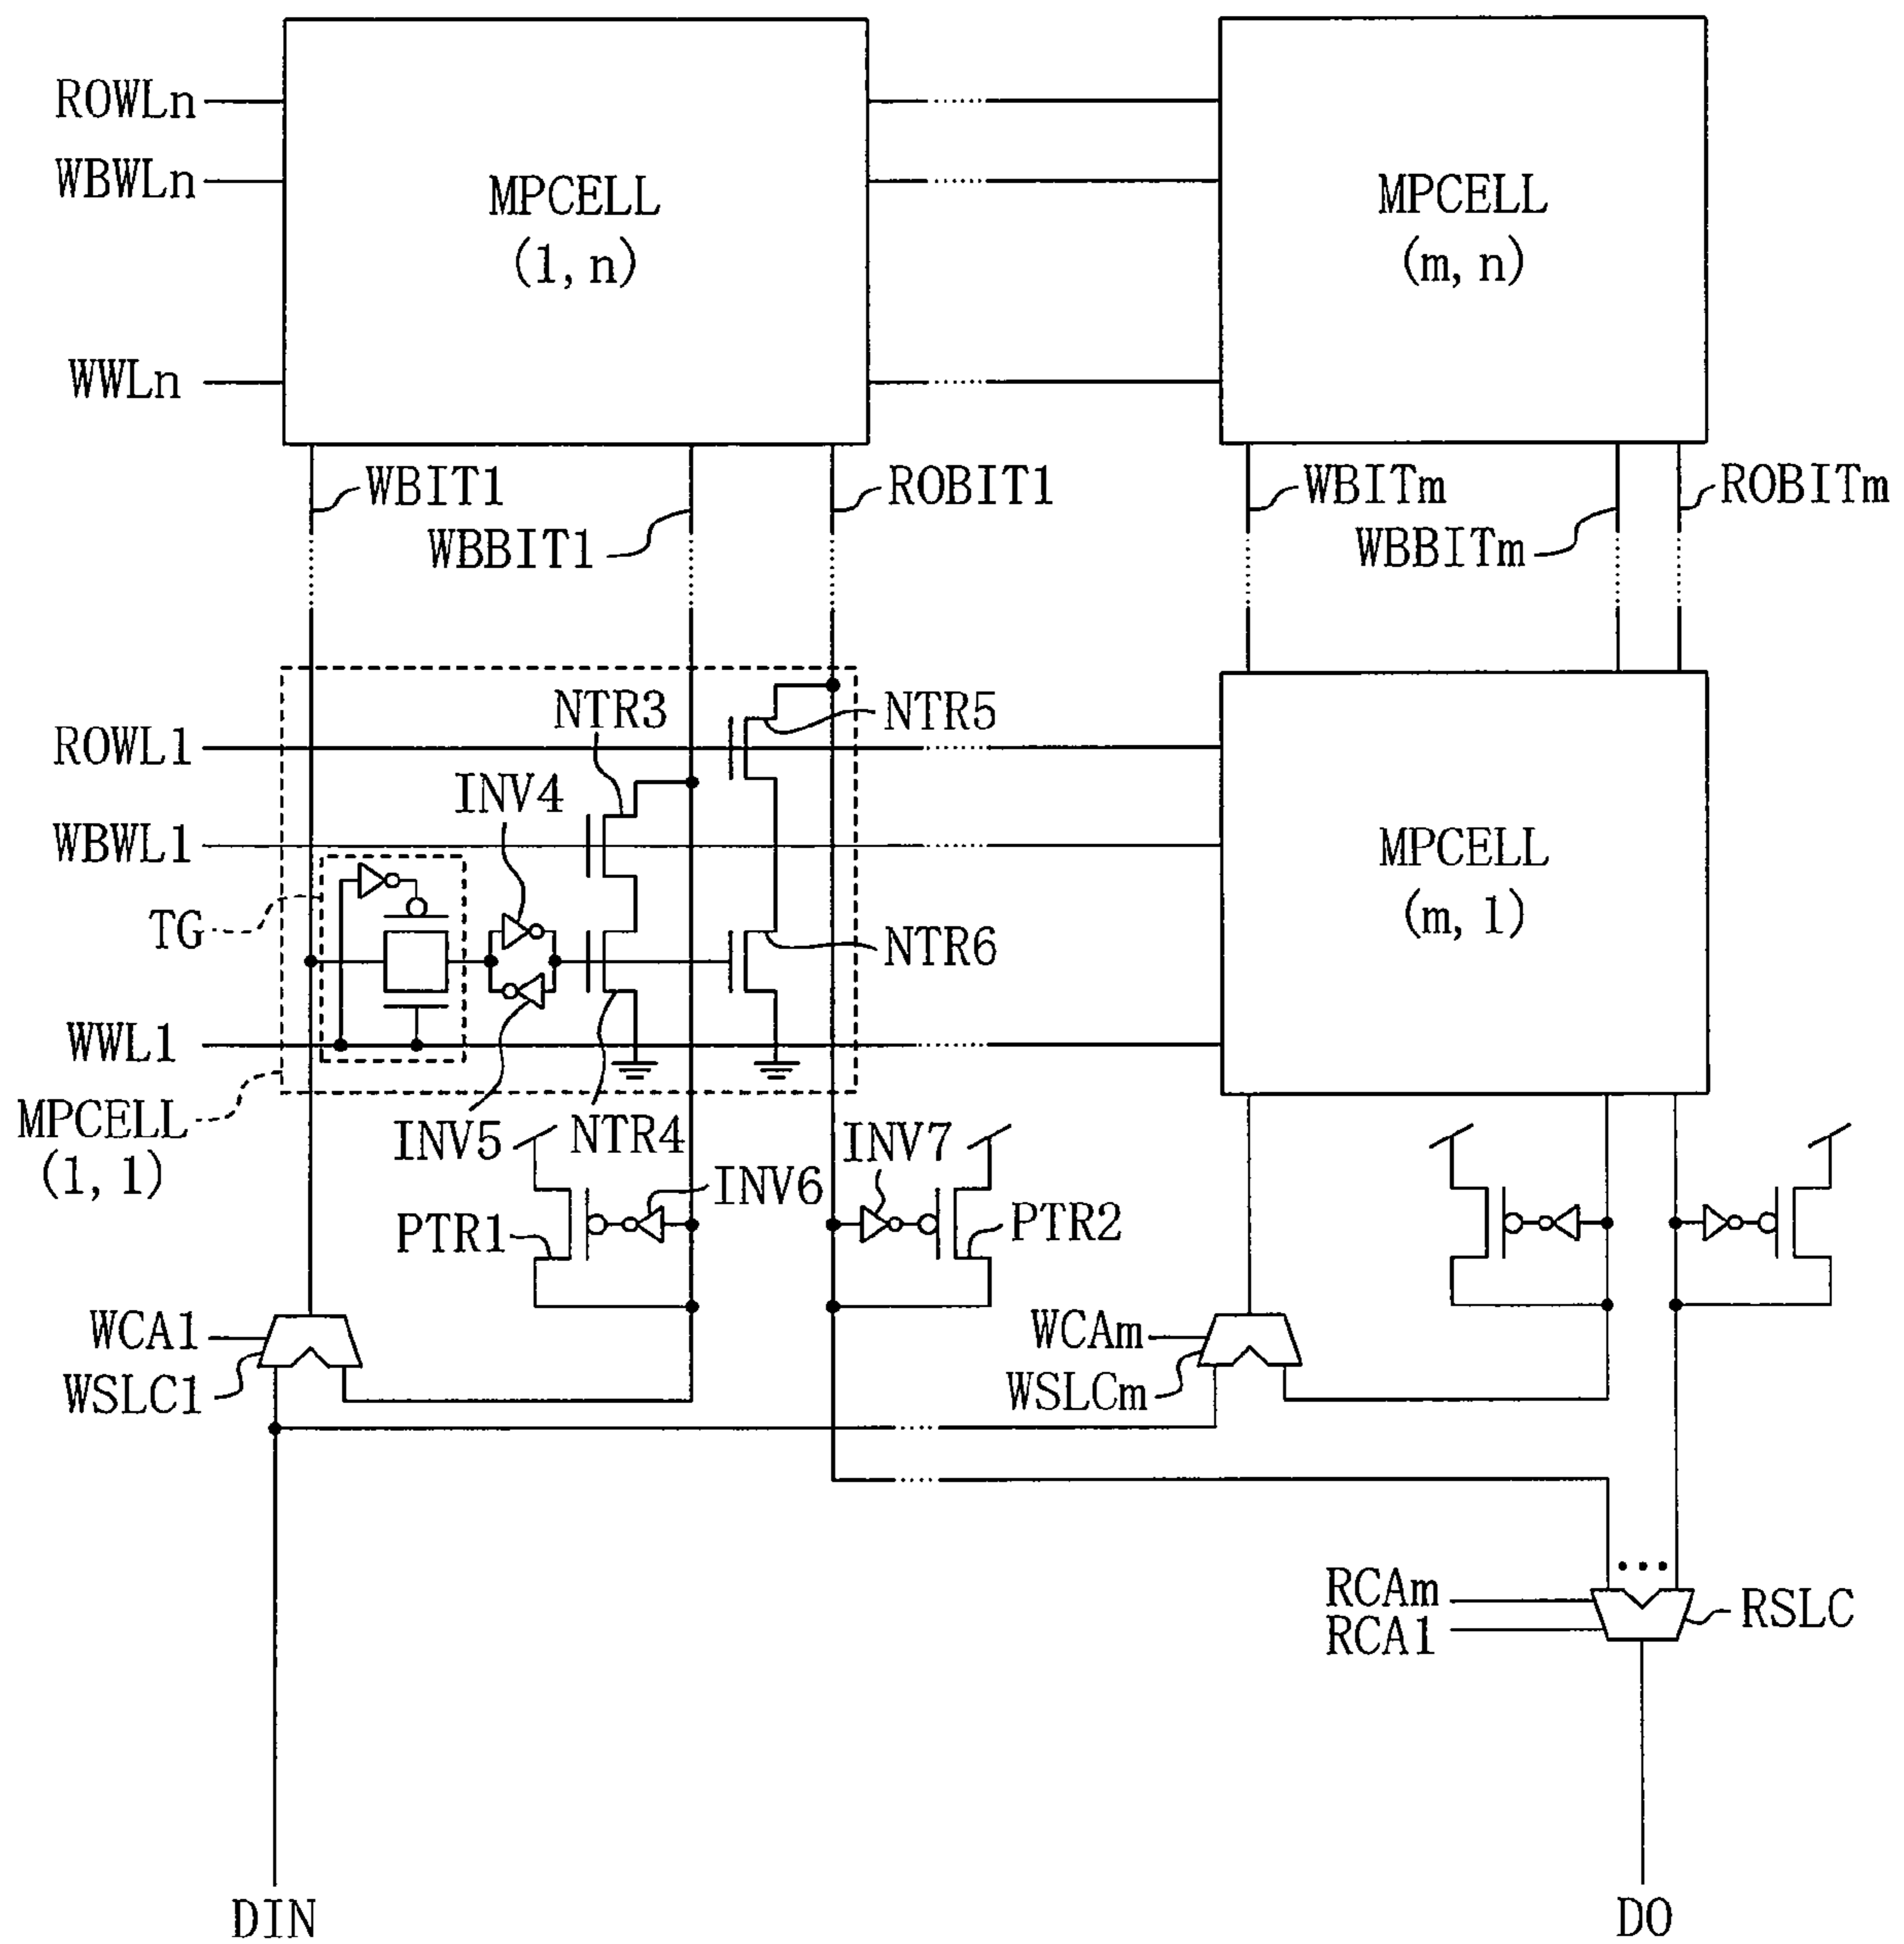 ROWLn
WBWLn
MPCELL
(1, n)
MPCELL
(m, n)
WWLn
WBIT1
WBBIT1
ROBIT1
WBITm
WBBITm
ROBITm
NTR3
NTR5
ROWL1
INV4
WBWL1
MPCELL
(m, 1)
TG
NTR6
WWL1
MPCELL
(1, 1)
INV5
NTR4
INV7
INV6
PTR1
PTR2
WCA1
WSLC1
WCAm
WSLCm
RCAm
RCA1
RSLC
DIN
DO